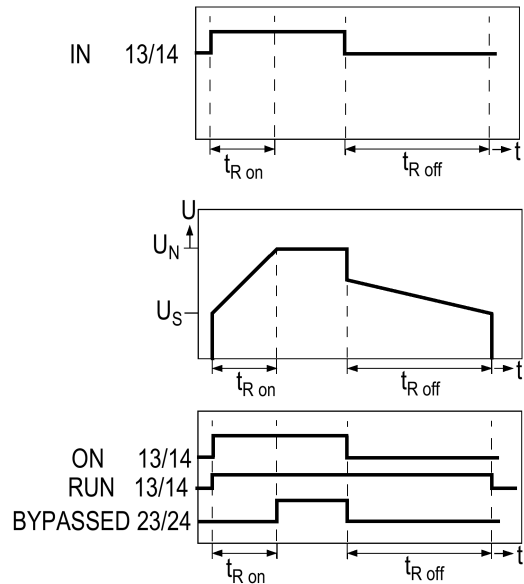 IN 13/14
t
tR on
tR off
U
UN
US
t
tR on
tR off
ON 13/14
RUN 13/14
BYPASSED 23/24
t
tR on
tR off